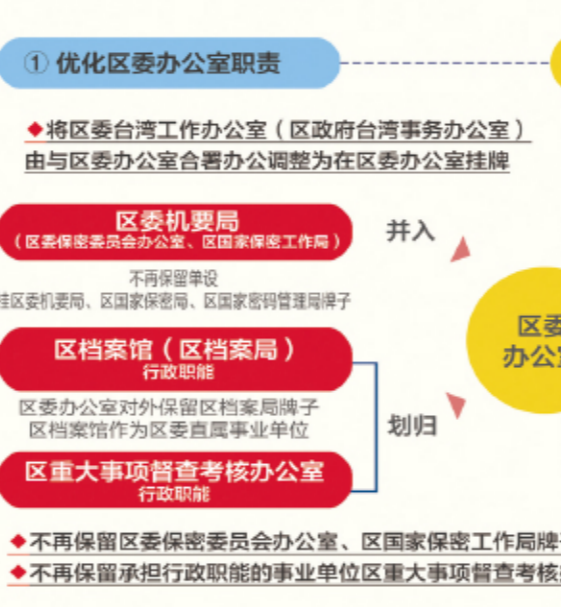 ① 优化区委办公室职责
◆将区委台湾工作办公室（区政府台湾事务办公室）
由与区委办公室合署办公调整为在区委办公室挂牌
区委机要局
（区委保密委员会办公室、区国家保密工作局）
并入
不再保留单设
挂区委机要局、区国家保密局、区国家密码管理局牌子
区委
办公室
区档案馆（区档案局）
行政职能
区委办公室对外保留区档案局牌子
区档案馆作为区委直属事业单位
划归
区重大事项督查考核办公室
行政职能
◆不再保留区委保密委员会办公室、区国家保密工作局牌
◆不再保留承担行政职能的事业单位区重大事项督查考核